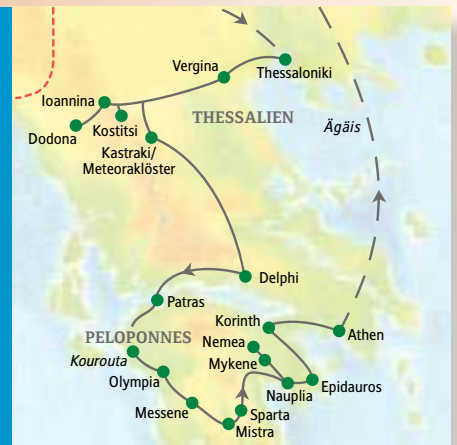 Vergina
Thessaloniki
Ioannina
THESSALIEN
Kostitsi
Ägäis
Dodona
Kastraki/
Meteoraklöster
Delphi
Patras
Korinth
PELOPONNES
Nemea
Athen
Kourouta
Mykene
Olympia
Epidauros
Nauplia
Messene
Sparta
Mistra